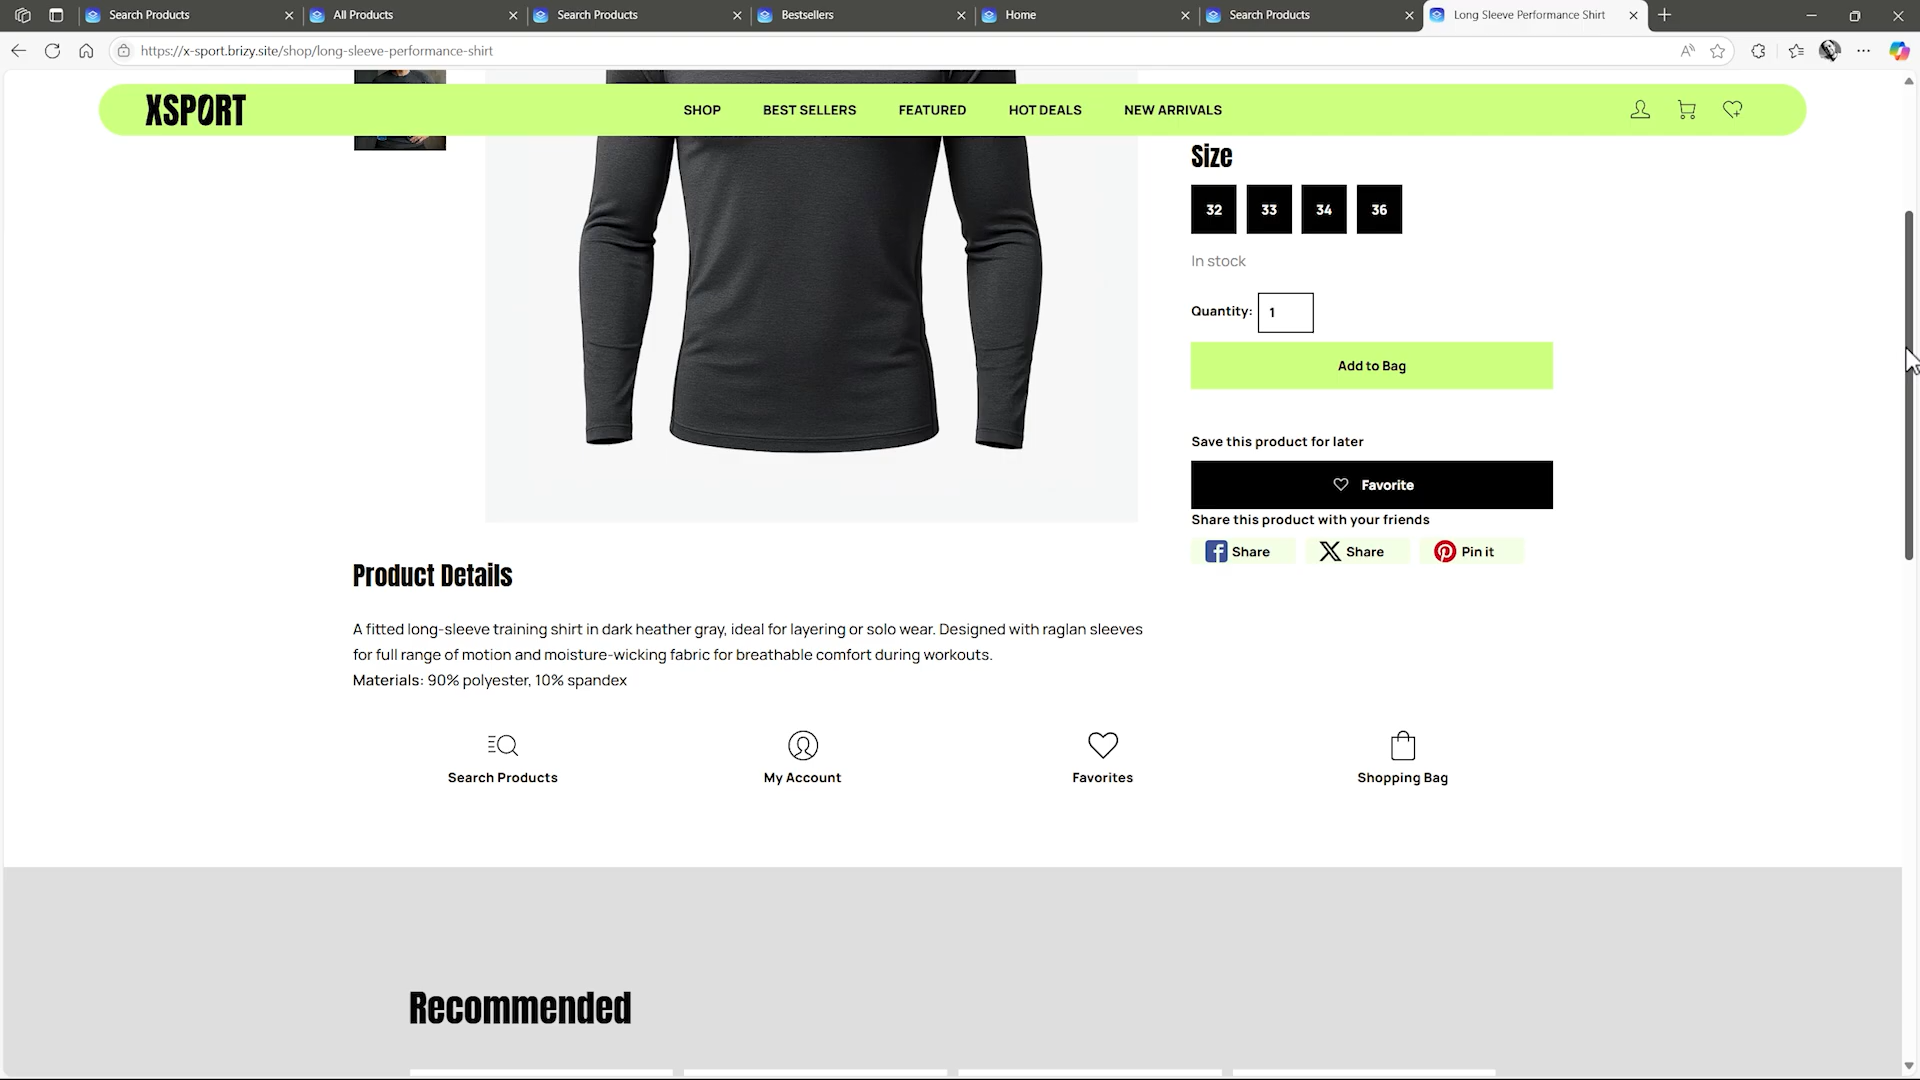 Search Products
All Products
Search Products
Bestsellers
Home
Search Products
Long Sleeve Performance Shirt
https://x-sport.brizy.site/shop/long-sleeve-performance-shirt
XSPORT
SHOP
BEST SELLERS
FEATURED
HOT DEALS
NEW ARRIVALS
Size
32
33
34
36
In stock
Quantity: 1
Add to Bag
Save this product for later
Favorite
Share this product with your friends
Share
Share
Pin it
Product Details
A fitted long-sleeve training shirt in dark heather gray, ideal for layering or solo wear. Designed with raglan sleeves
for full range of motion and moisture-wicking fabric for breathable comfort during workouts.
Materials: 90% polyester, 10% spandex
Search Products
My Account
Favorites
Shopping Bag
Recommended